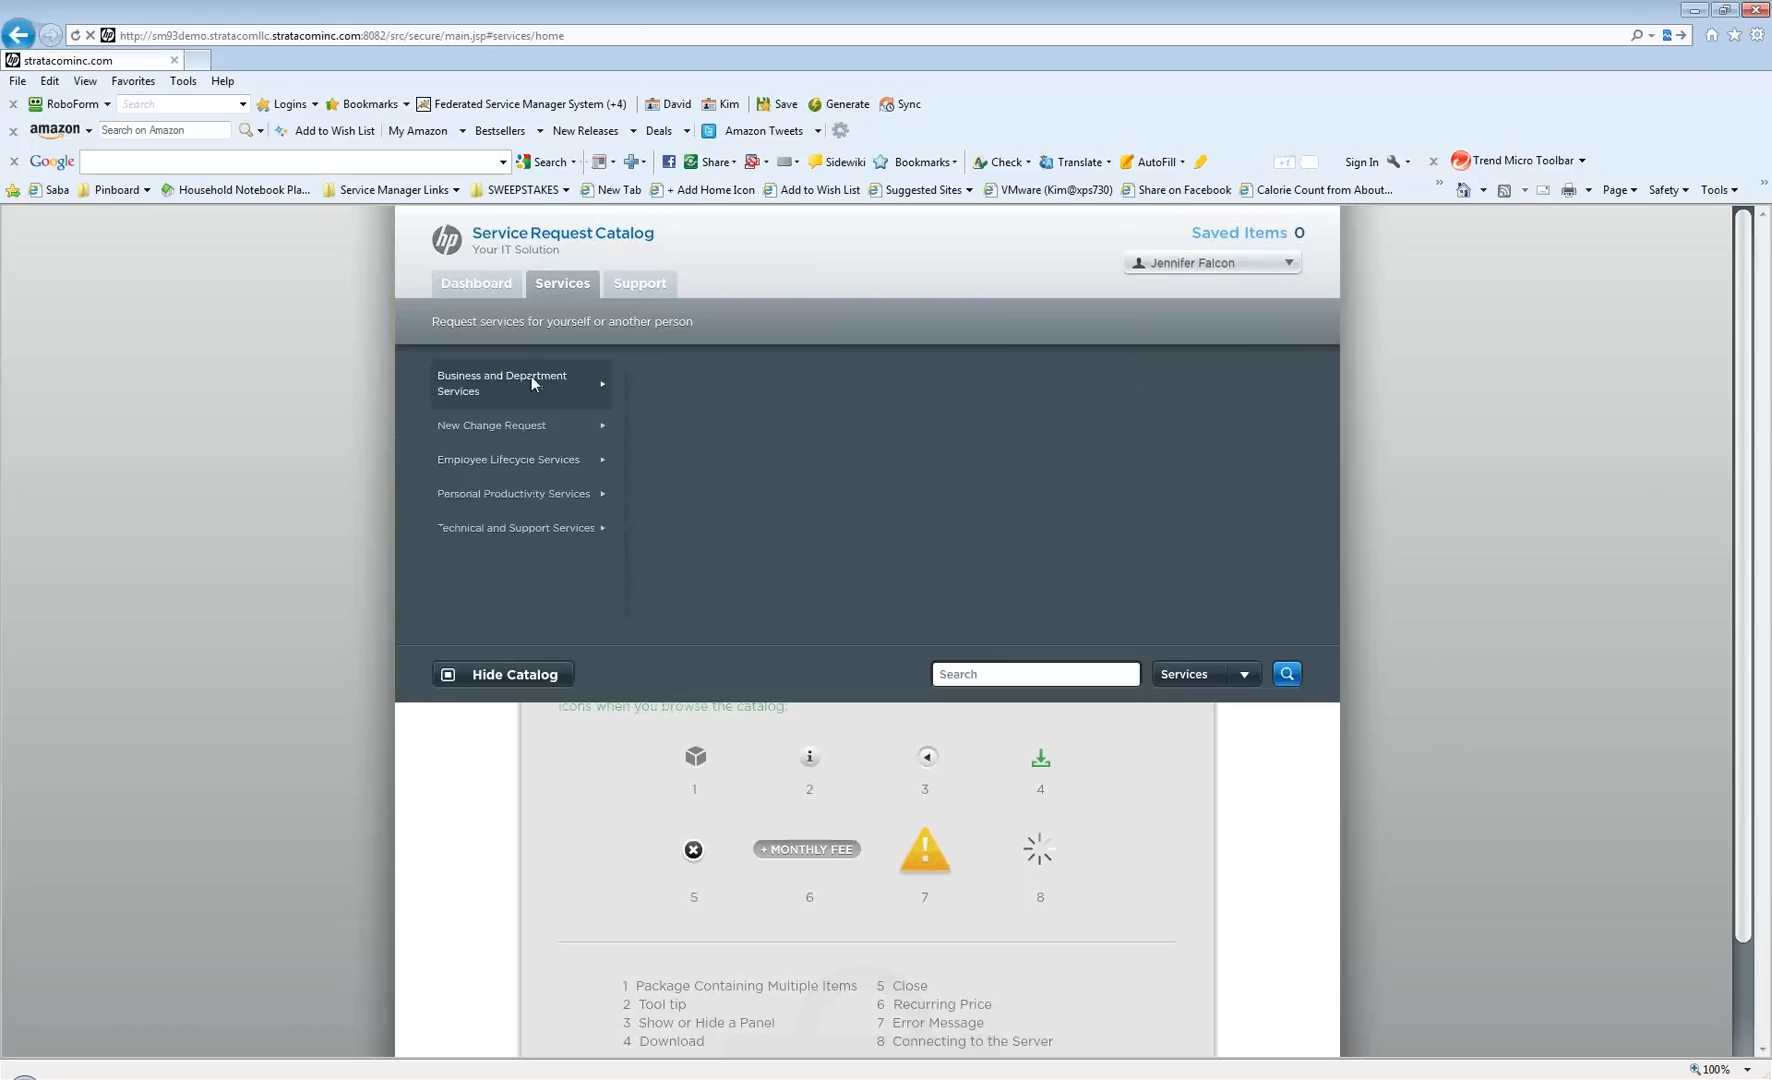 http://sm93demo.stratacomllc.stratacominc.com:8082/src/secure/main.jsp#services/home
hp stratacominc.com
File Edit View Favorites Tools Help
RoboForm Search Logins Bookmarks Federated Service Manager System (+4) David Kim Save Generate Sync
amazon Search on Amazon Add to Wish List My Amazon Bestsellers New Releases Deals Amazon Tweets
Google Search Share Sidewiki Bookmarks Check Translate AutoFill +1 Sign In Trend Micro Toolbar
Saba Pinboard Household Notebook Pla... Service Manager Links SWEEPSTAKES New Tab + Add Home Icon Add to Wish List Suggested Sites VMware (Kim@xps730) Share on Facebook Calorie Count from About... Page Safety Tools
hp Service Request Catalog
Your IT Solution
Saved Items 0
Jennifer Falcon
Dashboard Services Support
Request services for yourself or another person
Business and Department
Services
New Change Request
Employee Lifecycle Services
Personal Productivity Services
Technical and Support Services
Hide Catalog Search Services
icons when you browse the catalog:
1 2 3 4
+ MONTHLY FEE
5 6 7 8
1 Package Containing Multiple Items 5 Close
2 Tool tip 6 Recurring Price
3 Show or Hide a Panel 7 Error Message
4 Download 8 Connecting to the Server
100%